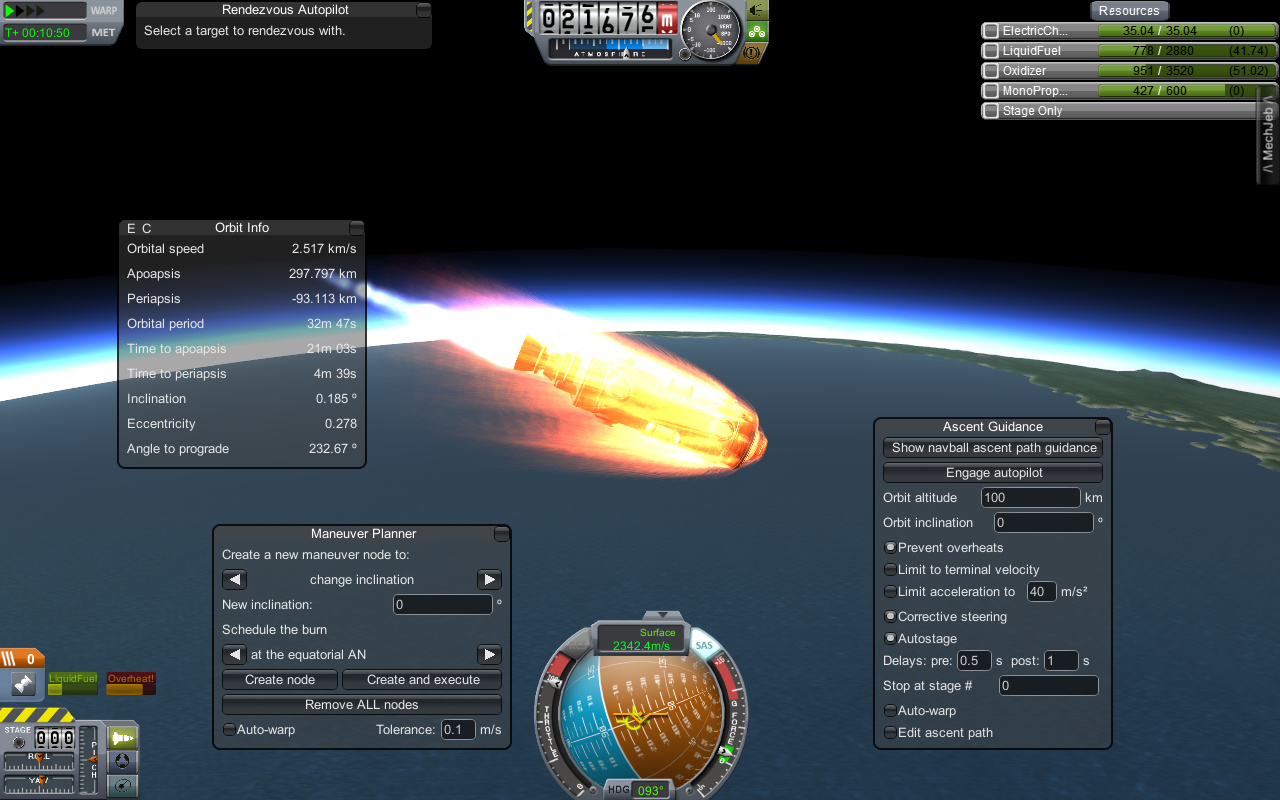 WARP
T+ 00:10:50 MET
Rendezvous Autopilot
Select a target to rendezvous with.
021676 m
ATMOSPHERE
Resources
ElectricCh... 35.04 / 35.04 (0)
LiquidFuel 778 / 2880 (41.74)
Oxidizer 951 / 3520 (51.02)
MonoProp... 427 / 600 (0)
Stage Only
/\ MechJeb /\
E C Orbit Info
Orbital speed 2.517 km/s
Apoapsis 297.797 km
Periapsis -93.113 km
Orbital period 32m 47s
Time to apoapsis 21m 03s
Time to periapsis 4m 39s
Inclination 0.185 º
Eccentricity 0.278
Angle to prograde 232.67 º
Ascent Guidance
Show navball ascent path guidance
Engage autopilot
Orbit altitude 100 km
Orbit inclination 0 º
Prevent overheats
Limit to terminal velocity
Limit acceleration to 40 m/s²
Corrective steering
Autostage
Delays: pre: 0.5 s post: 1 s
Stop at stage # 0
Auto-warp
Edit ascent path
Maneuver Planner
Create a new maneuver node to:
change inclination
New inclination: 0 º
Schedule the burn
at the equatorial AN
Create node Create and execute
Remove ALL nodes
Auto-warp Tolerance: 0.1 m/s
Surface
2342.4m/s
SAS
THROTTLE
G FORCE
HDG 093°
0
LiquidFuel Overheat!
STAGE 000
ROLL
YAW
PITCH